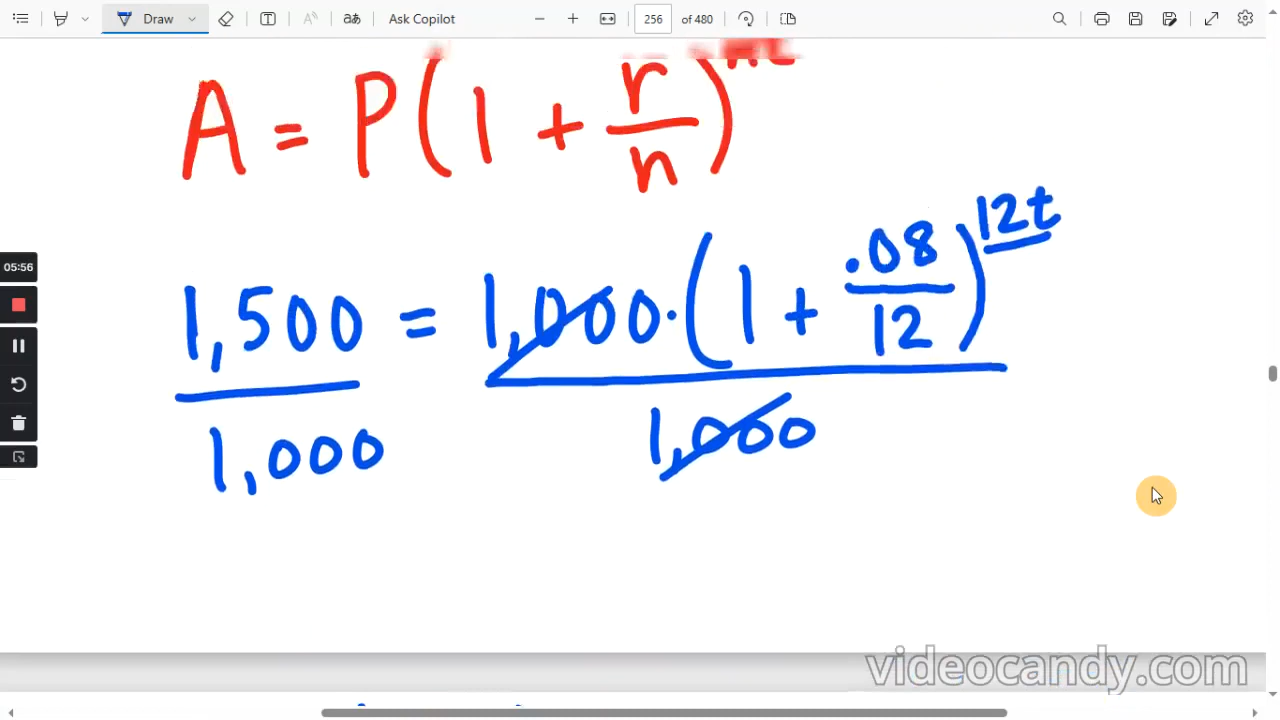 Draw
Ask Copilot
256 of 480
A = P(1 + r/n)^nt
05:56
1,500 = 1,000·(1 + .08/12)^12t
1,000 1,000
videocandy.com